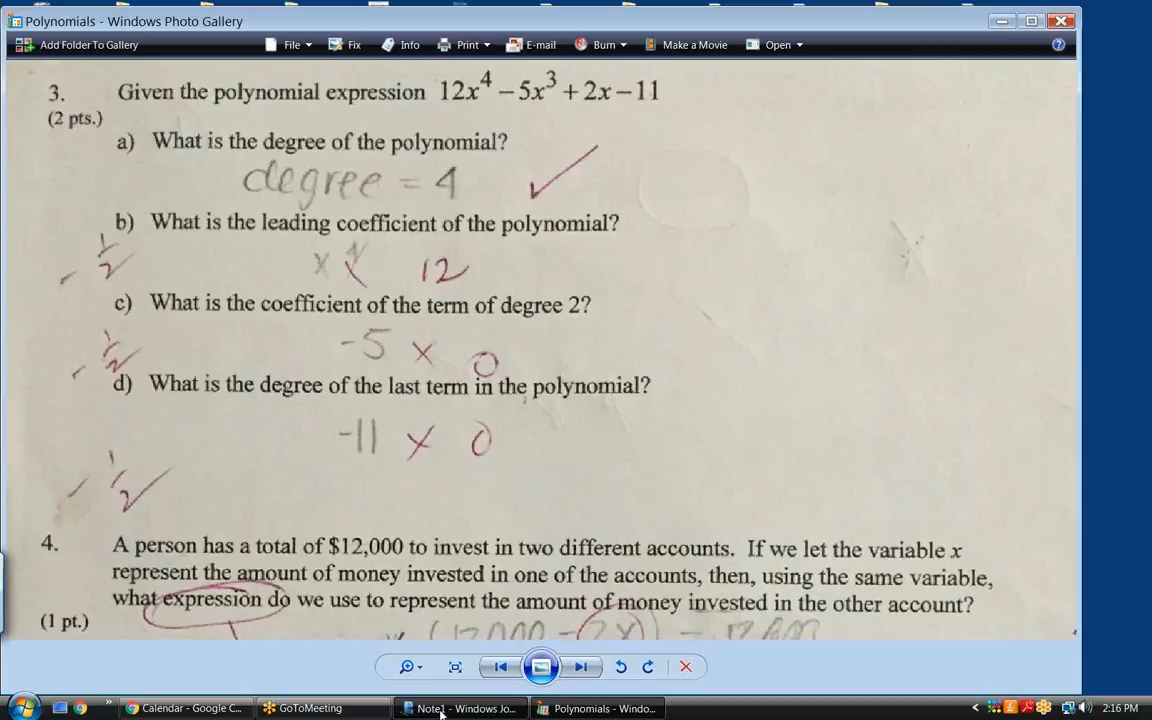 Polynomials - Windows Photo Gallery
Add Folder To Gallery File Fix Info Print E-mail Burn Make a Movie Open
3. Given the polynomial expression 12x⁴ – 5x³ + 2x – 11
(2 pts.)
a) What is the degree of the polynomial?
degree = 4
b) What is the leading coefficient of the polynomial?
- 1/2 x 12
c) What is the coefficient of the term of degree 2?
-5 x 0
- 1/2
d) What is the degree of the last term in the polynomial?
-11 x 0
- 1/2
4. A person has a total of $12,000 to invest in two different accounts. If we let the variable x
represent the amount of money invested in one of the accounts, then, using the same variable,
what expression do we use to represent the amount of money invested in the other account?
(1 pt.)
Calendar - Google C... GoToMeeting Note1 - Windows Jo... Polynomials - Windo... 2:16 PM